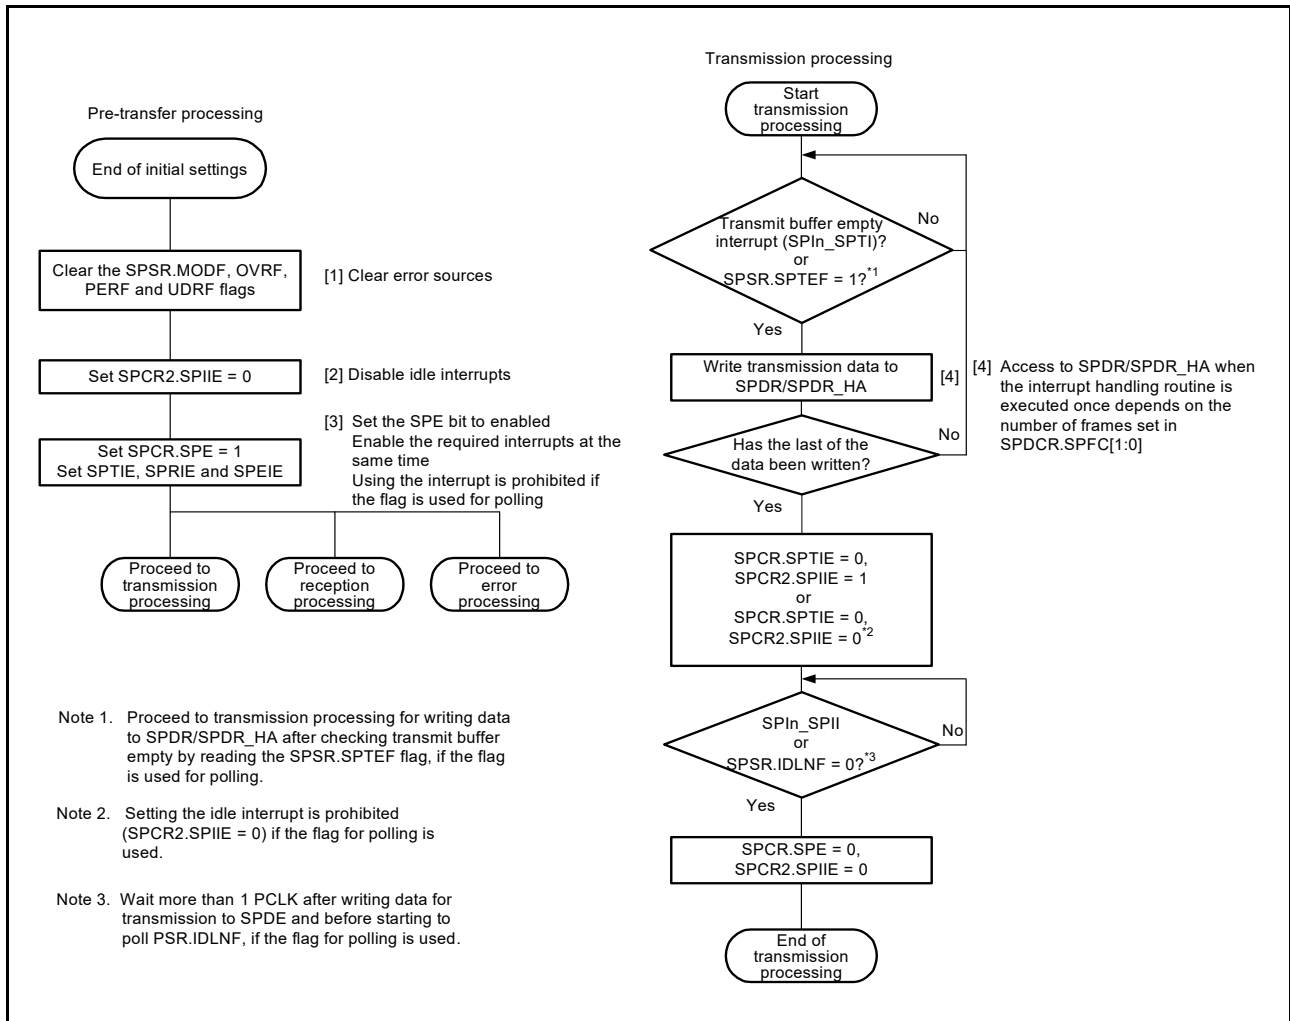 Pre-transfer processing
End of initial settings
Clear the SPSR.MODF, OVRF,
PERF and UDRF flags
[1] Clear error sources
Set SPCR2.SPIIE = 0
[2] Disable idle interrupts
Set SPCR.SPE = 1
Set SPTIE, SPRIE and SPEIE
[3] Set the SPE bit to enabled
Enable the required interrupts at the
same time
Using the interrupt is prohibited if
the flag is used for polling
Proceed to
transmission
processing
Proceed to
reception
processing
Proceed to
error
processing
Note 1. Proceed to transmission processing for writing data
to SPDR/SPDR_HA after checking transmit buffer
empty by reading the SPSR.SPTEF flag, if the flag
is used for polling.
Note 2. Setting the idle interrupt is prohibited
(SPCR2.SPIIE = 0) if the flag for polling is
used.
Note 3. Wait more than 1 PCLK after writing data for
transmission to SPDE and before starting to
poll PSR.IDLNF, if the flag for polling is used.
Transmission processing
Start
transmission
processing
Transmit buffer empty
interrupt (SPIn_SPTI)?
or
SPSR.SPTEF = 1?*1
No
Yes
Write transmission data to
SPDR/SPDR_HA
[4]
[4] Access to SPDR/SPDR_HA when
the interrupt handling routine is
executed once depends on the
number of frames set in
SPDCR.SPFC[1:0]
Has the last of the
data been written?
No
Yes
SPCR.SPTIE = 0,
SPCR2.SPIIE = 1
or
SPCR.SPTIE = 0,
SPCR2.SPIIE = 0*2
SPIn_SPII
or
SPSR.IDLNF = 0?*3
No
Yes
SPCR.SPE = 0,
SPCR2.SPIIE = 0
End of
transmission
processing